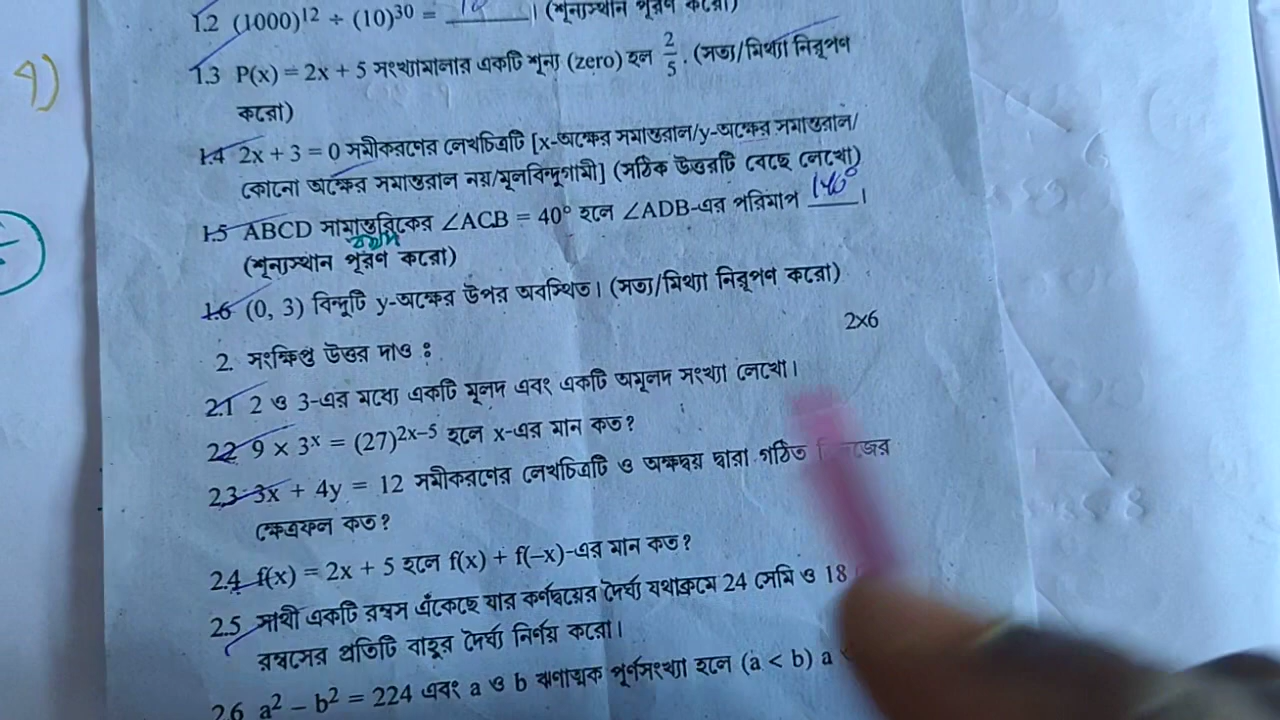 1.2 (1000)¹² ÷ (10)³⁰ = ______। (শূন্যস্থান পূরণ করো)
9)
1.3 P(x) = 2x + 5 সংখ্যামালার একটি শূন্য (zero) হল 2/5. (সত্য/মিথ্যা নিরূপণ
করো)
1.4 2x + 3 = 0 সমীকরণের লেখচিত্রটি [x-অক্ষের সমান্তরাল/y-অক্ষের সমান্তরাল/
কোনো অক্ষের সমান্তরাল নয়/মূলবিন্দুগামী] (সঠিক উত্তরটি বেছে লেখো)
1.5 ABCD সামান্তরিকের ∠ACB = 40° হলে ∠ADB-এর পরিমাপ 140°।
(শূন্যস্থান পূরণ করো)
1.6 (0, 3) বিন্দুটি y-অক্ষের উপর অবস্থিত। (সত্য/মিথ্যা নিরূপণ করো)
2. সংক্ষিপ্ত উত্তর দাও ঃ 2×6
2.1 2 ও 3-এর মধ্যে একটি মূলদ এবং একটি অমূলদ সংখ্যা লেখো।
2.2 9 × 3ˣ = (27)²ˣ⁻⁵ হলে x-এর মান কত?
2.3 3x + 4y = 12 সমীকরণের লেখচিত্রটি ও অক্ষদ্বয় দ্বারা গঠিত
ক্ষেত্রফল কত?
2.4 f(x) = 2x + 5 হলে f(x) + f(–x)-এর মান কত?
2.5 সাথী একটি রম্বস এঁকেছে যার কর্ণদ্বয়ের দৈর্ঘ্য যথাক্রমে 24 সেমি ও 18
রম্বসের প্রতিটি বাহুর দৈর্ঘ্য নির্ণয় করো।
2.6 a² – b² = 224 এবং a ও b ঋণাত্মক পূর্ণসংখ্যা হলে (a < b) a